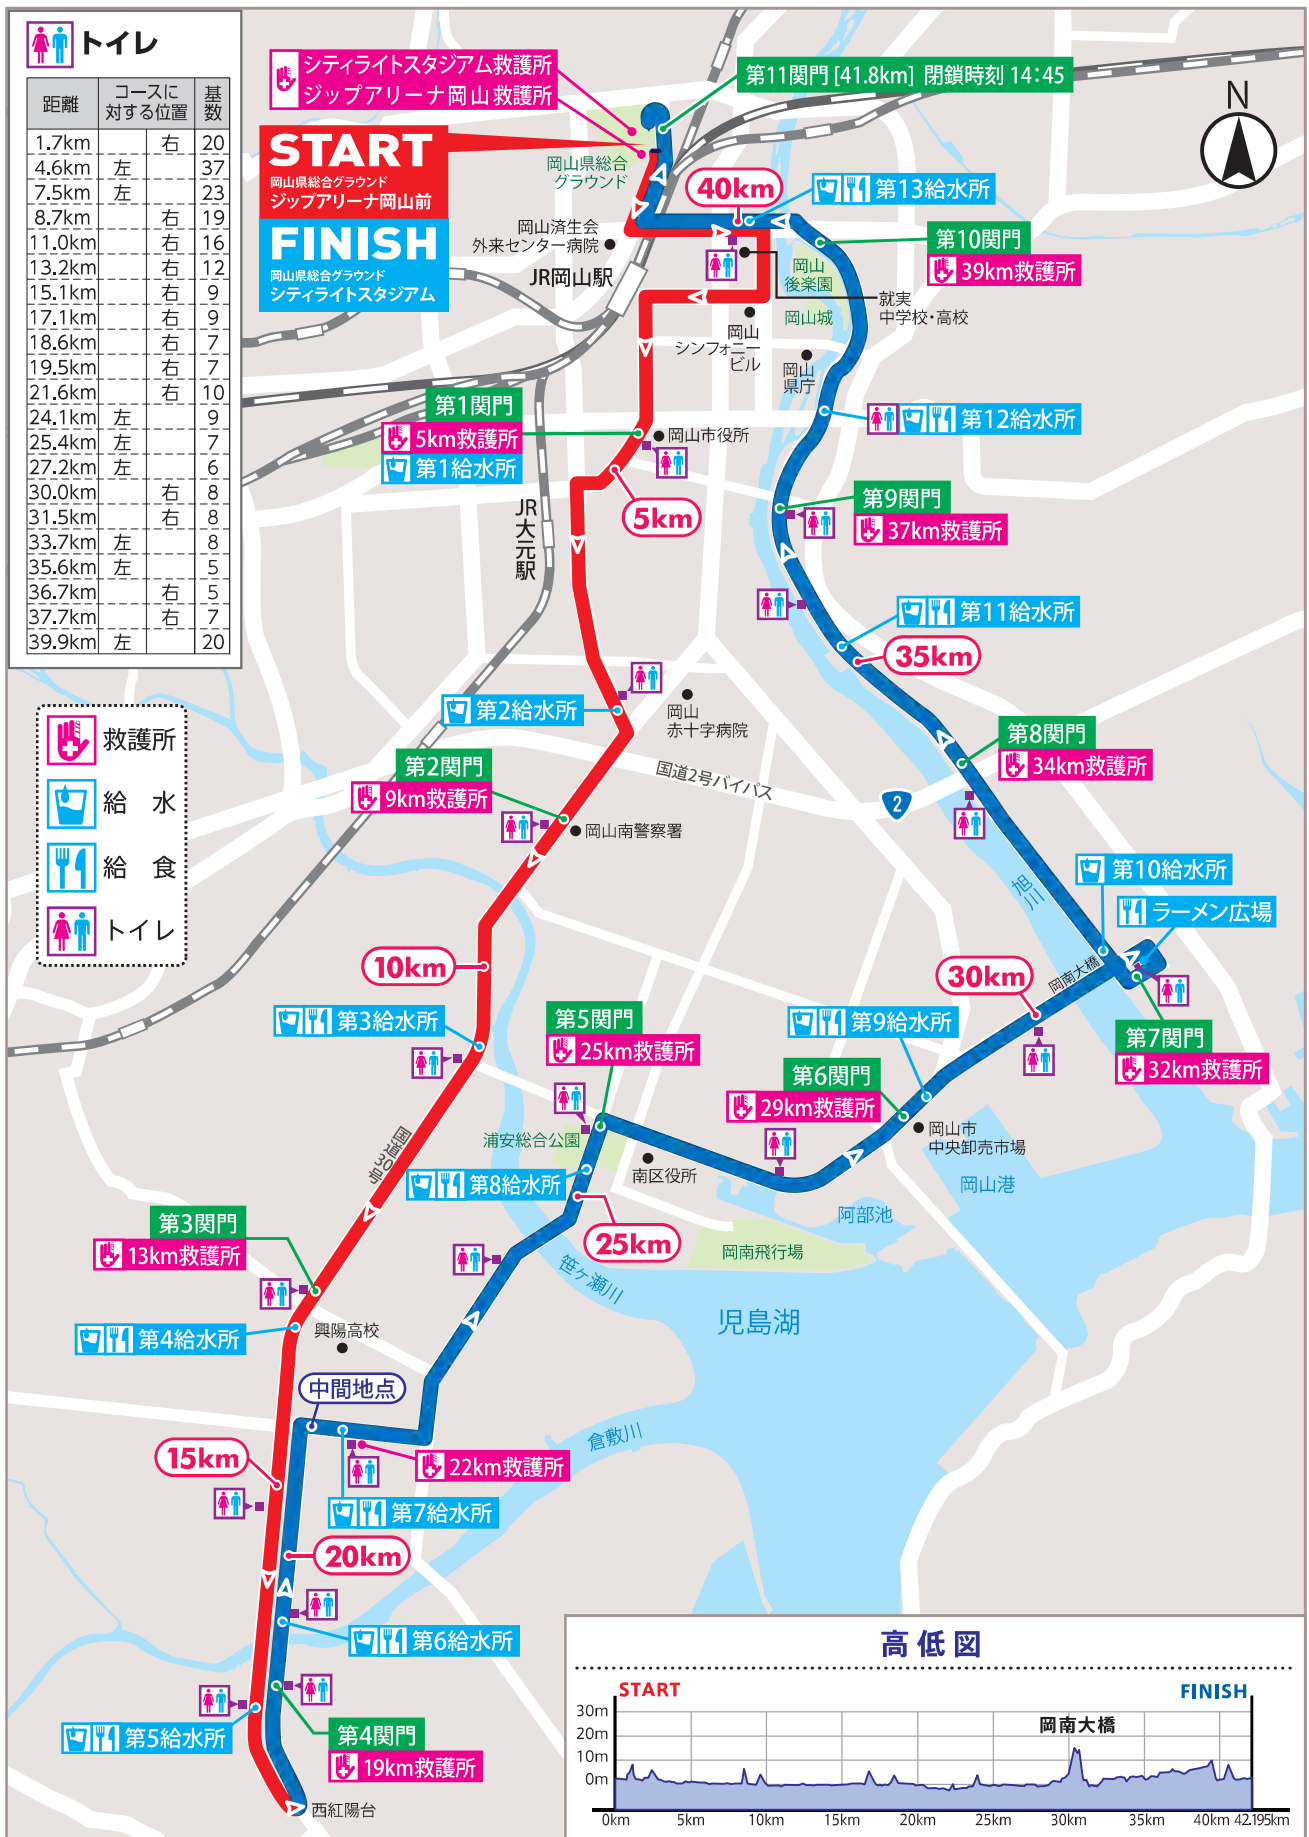 トイレ
距離 コースに対する位置 基数
1.7km 右 20
4.6km 左 37
7.5km 左 23
8.7km 右 19
11.0km 右 16
13.2km 右 12
15.1km 右 9
17.1km 右 9
18.6km 右 7
19.5km 右 7
21.6km 右 10
24.1km 左 9
25.4km 左 7
27.2km 左 6
30.0km 右 8
31.5km 右 8
33.7km 左 8
35.6km 左 5
36.7km 右 5
37.7km 右 7
39.9km 左 20
救護所
給 水
給 食
トイレ
シティライトスタジアム救護所
ジップアリーナ岡山救護所
第11関門 [41.8km] 閉鎖時刻 14:45
N
START
岡山県総合グラウンド
ジップアリーナ岡山前
FINISH
岡山県総合グラウンド
シティライトスタジアム
岡山県総合
グラウンド
40km
第13給水所
岡山済生会
外来センター病院
JR岡山駅
第10関門
39km救護所
岡山
後楽園
就実
中学校・高校
岡山城
岡山
シンフォニー
ビル
岡山
県庁
第1関門
5km救護所
第1給水所
岡山市役所
第12給水所
5km
第9関門
37km救護所
JR大元駅
第11給水所
35km
第2給水所
岡山
赤十字病院
第8関門
34km救護所
国道2号バイパス
2
第2関門
9km救護所
岡山南警察署
旭川
第10給水所
ラーメン広場
10km
30km
岡南大橋
第3給水所
第5関門
25km救護所
第9給水所
第7関門
32km救護所
第6関門
29km救護所
国道30号
浦安総合公園
岡山市
中央卸売市場
南区役所
第8給水所
岡山港
阿部池
25km
岡南飛行場
第3関門
13km救護所
笹ヶ瀬川
児島湖
第4給水所
興陽高校
中間地点
倉敷川
15km
22km救護所
第7給水所
20km
第6給水所
第5給水所
第4関門
19km救護所
西紅陽台
高低図
START
FINISH
岡南大橋
30m
20m
10m
0m
0km 5km 10km 15km 20km 25km 30km 35km 40km 42.195km